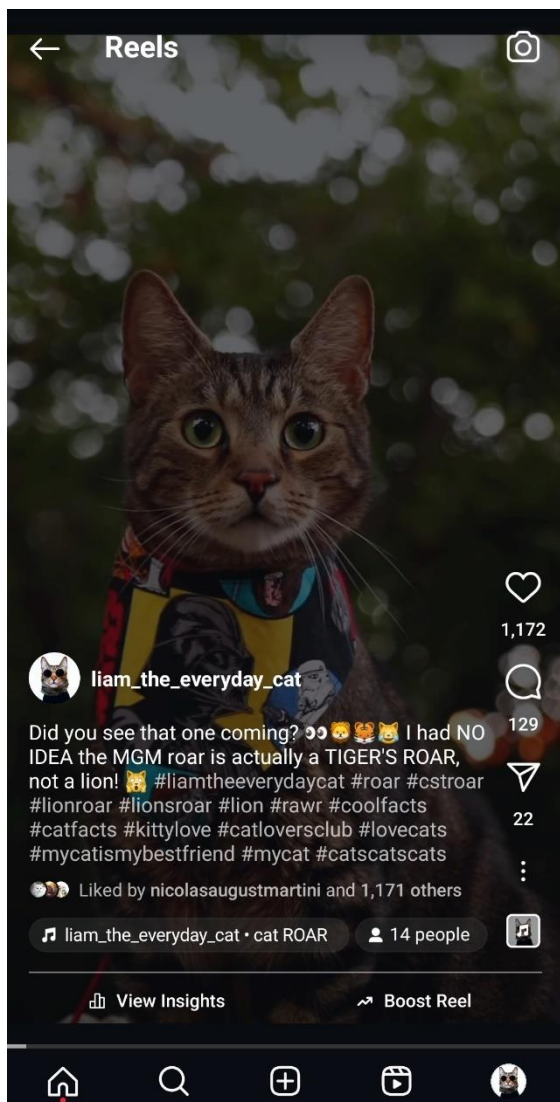 Reels
1,172
liam_the_everyday_cat
129
Did you see that one coming? 👀🦁🐯😹 I had NO
IDEA the MGM roar is actually a TIGER'S ROAR,
not a lion! 🙀 #liamtheeverydaycat #roar #cstroar
#lionroar #lionsroar #lion #rawr #coolfacts
#catfacts #kittylove #catloversclub #lovecats
#mycatismybestfriend #mycat #catscatscats
22
Liked by nicolasaugustmartini and 1,171 others
liam_the_everyday_cat • cat ROAR
14 people
View Insights
Boost Reel